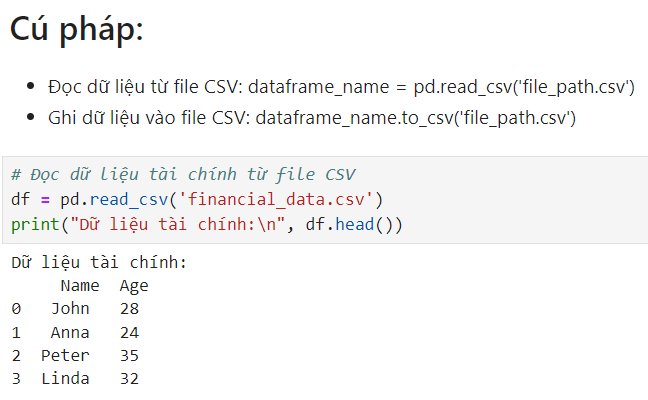 Cú pháp:
Đọc dữ liệu từ file CSV: dataframe_name = pd.read_csv('file_path.csv')
Ghi dữ liệu vào file CSV: dataframe_name.to_csv('file_path.csv')
# Đọc dữ liệu tài chính từ file CSV
df = pd.read_csv('financial_data.csv')
print("Dữ liệu tài chính:\n", df.head())
Dữ liệu tài chính:
     Name  Age
0   John   28
1   Anna   24
2  Peter   35
3  Linda   32